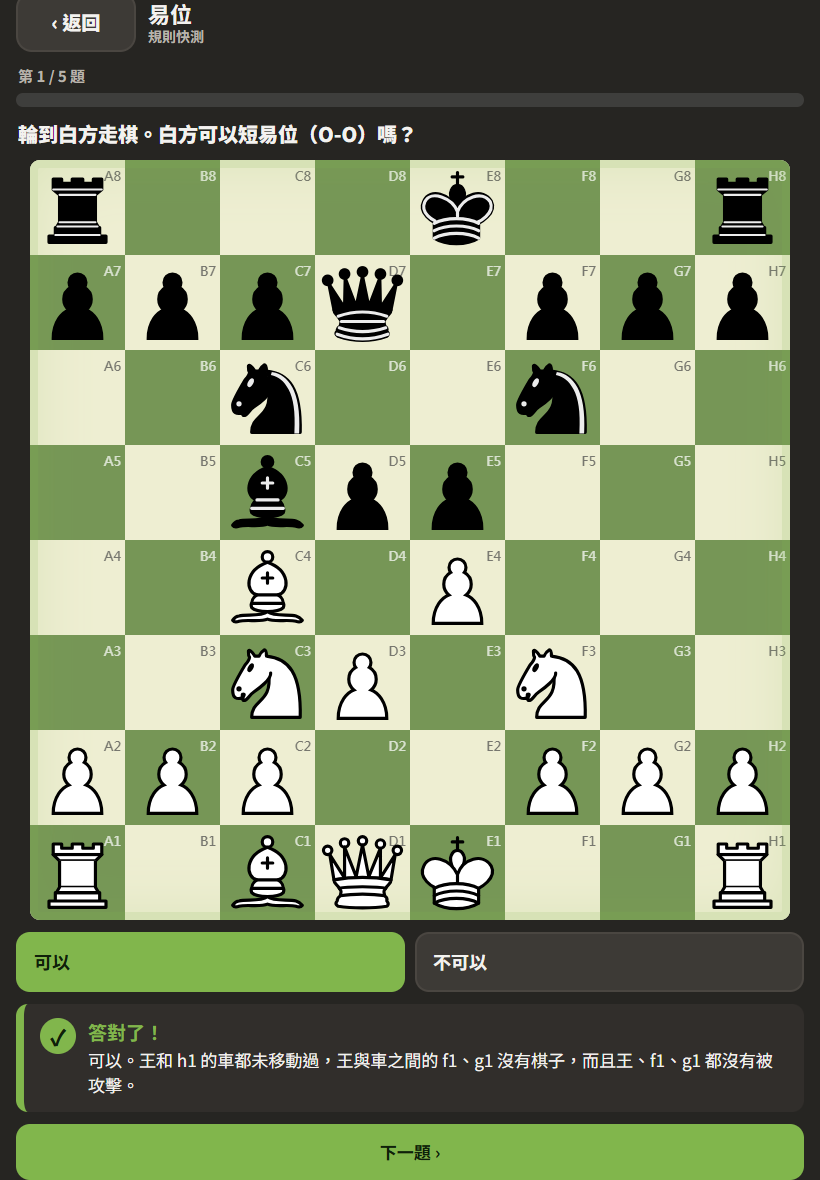 ‹ 返回
易位
規則快測
第 1 / 5 題
輪到白方走棋。白方可以短易位（O-O）嗎？
A8 B8 C8 D8 E8 F8 G8 H8
A7 B7 C7 D7 E7 F7 G7 H7
A6 B6 C6 D6 E6 F6 G6 H6
A5 B5 C5 D5 E5 F5 G5 H5
A4 B4 C4 D4 E4 F4 G4 H4
A3 B3 C3 D3 E3 F3 G3 H3
A2 B2 C2 D2 E2 F2 G2 H2
A1 B1 C1 D1 E1 F1 G1 H1
可以
不可以
答對了！
可以。王和 h1 的車都未移動過，王與車之間的 f1、g1 沒有棋子，而且王、f1、g1 都沒有被
攻擊。
下一題 ›